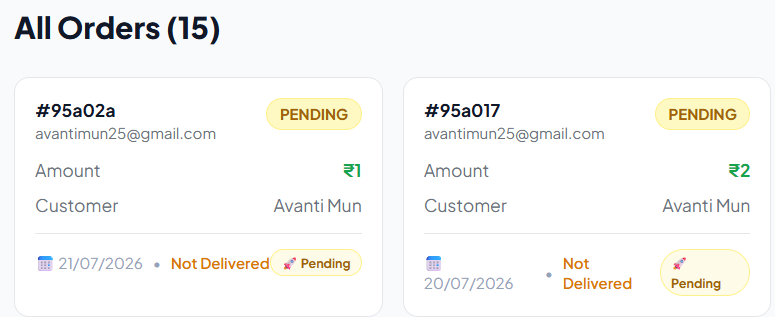 All Orders (15)
#95a02a PENDING
avantimun25@gmail.com
Amount ₹1
Customer Avanti Mun
21/07/2026 • Not Delivered Pending
#95a017 PENDING
avantimun25@gmail.com
Amount ₹2
Customer Avanti Mun
20/07/2026 • Not
Delivered
Pending